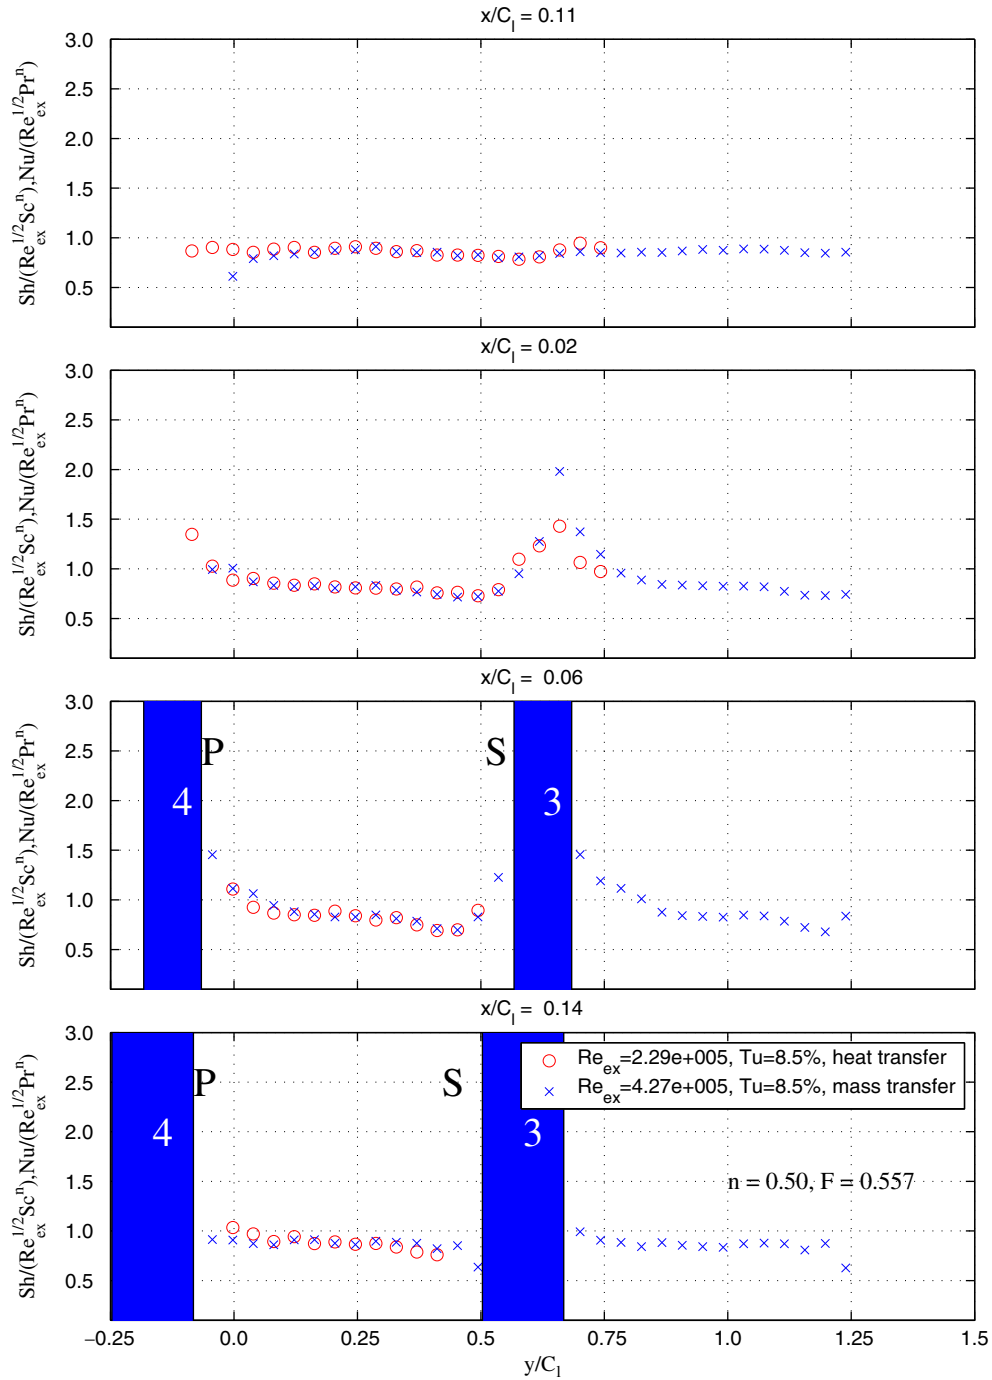 x/C_l = 0.11
Sh/(Re_ex^1/2 Sc^n),Nu/(Re_ex^1/2 Pr^n)
3.0
2.5
2.0
1.5
1.0
0.5
x/C_l = 0.02
Sh/(Re_ex^1/2 Sc^n),Nu/(Re_ex^1/2 Pr^n)
3.0
2.5
2.0
1.5
1.0
0.5
x/C_l = 0.06
Sh/(Re_ex^1/2 Sc^n),Nu/(Re_ex^1/2 Pr^n)
3.0
2.5
2.0
1.5
1.0
0.5
P S
4 3
x/C_l = 0.14
Sh/(Re_ex^1/2 Sc^n),Nu/(Re_ex^1/2 Pr^n)
3.0
2.5
2.0
1.5
1.0
0.5
Re_ex=2.29e+005, Tu=8.5%, heat transfer
Re_ex=4.27e+005, Tu=8.5%, mass transfer
P S
4 3
n = 0.50, F = 0.557
−0.25 0.0 0.25 0.5 0.75 1.0 1.25 1.5
y/C_l